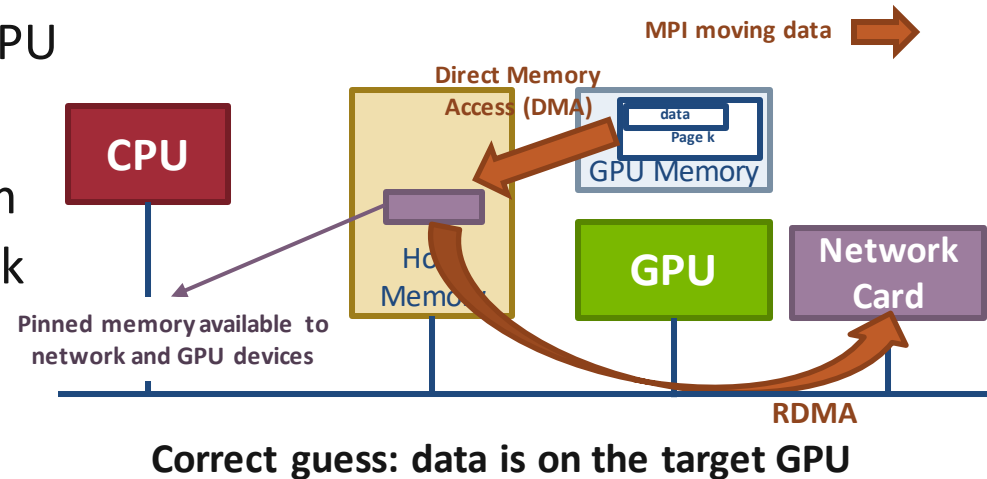 PU
MPI moving data
Direct Memory
Access (DMA)
data
Page k
GPU Memory
CPU
n
k
GPU
Network
Card
Memory
Pinned memory available to
network and GPU devices
RDMA
Correct guess: data is on the target GPU